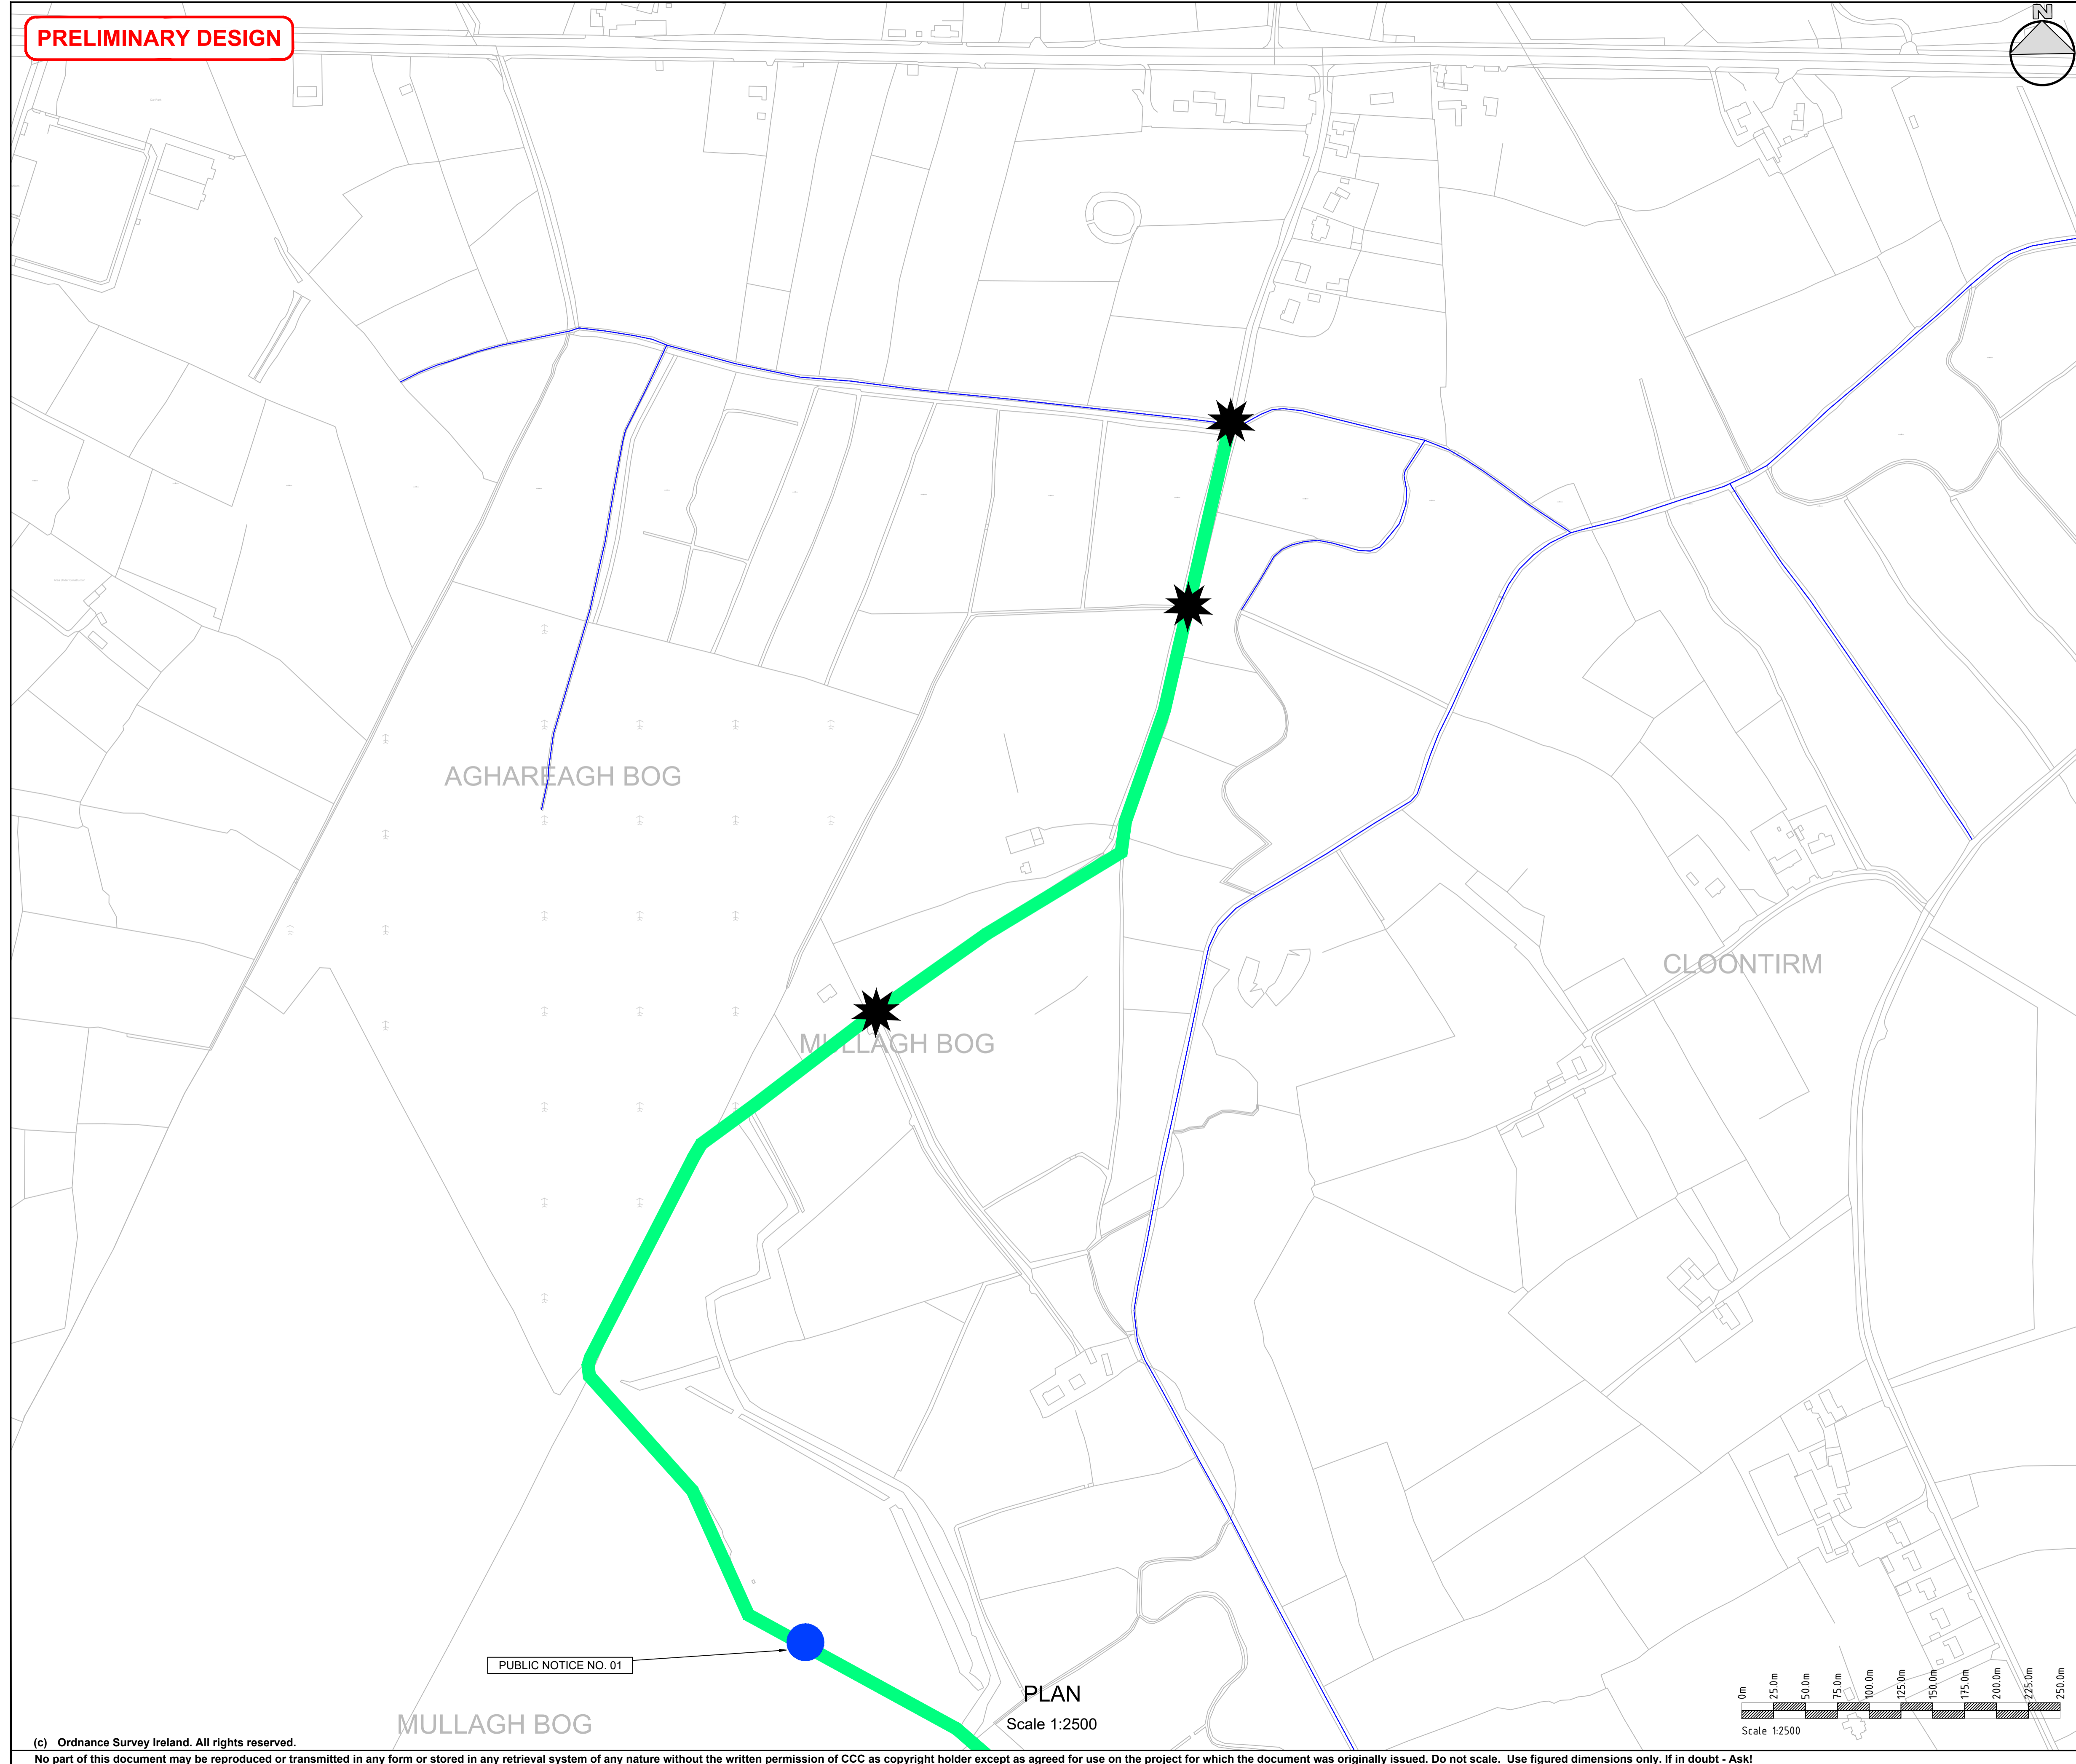 PRELIMINARY DESIGN
N
AGHAREAGH BOG
CLOONTIRM
MULLAGH BOG
PUBLIC NOTICE NO. 01
PLAN
Scale 1:2500
MULLAGH BOG
0m
25.0m
50.0m
75.0m
100.0m
125.0m
150.0m
175.0m
200.0m
225.0m
250.0m
Scale 1:2500
(c) Ordnance Survey Ireland. All rights reserved.
No part of this document may be reproduced or transmitted in any form or stored in any retrieval system of any nature without the written permission of CCC as copyright holder except as agreed for use on the project for which the document was originally issued. Do not scale. Use figured dimensions only. If in doubt - Ask!